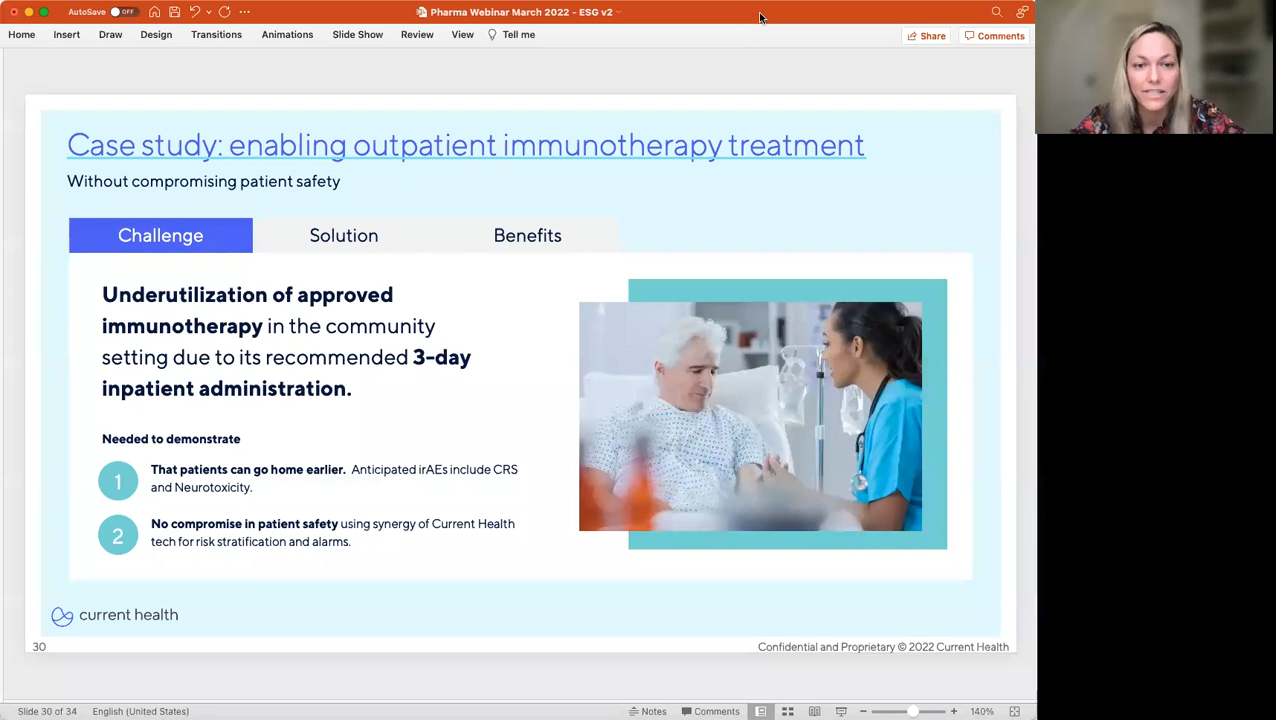 AutoSave OFF
Pharma Webinar March 2022 - ESG v2
Home Insert Draw Design Transitions Animations Slide Show Review View Tell me Share Comments
Case study: enabling outpatient immunotherapy treatment
Without compromising patient safety
Challenge Solution Benefits
Underutilization of approved
immunotherapy in the community
setting due to its recommended 3-day
inpatient administration.
Needed to demonstrate
1 That patients can go home earlier. Anticipated irAEs include CRS
and Neurotoxicity.
2 No compromise in patient safety using synergy of Current Health
tech for risk stratification and alarms.
current health
30 Confidential and Proprietary © 2022 Current Health
Slide 30 of 34 English (United States) Notes Comments 140%